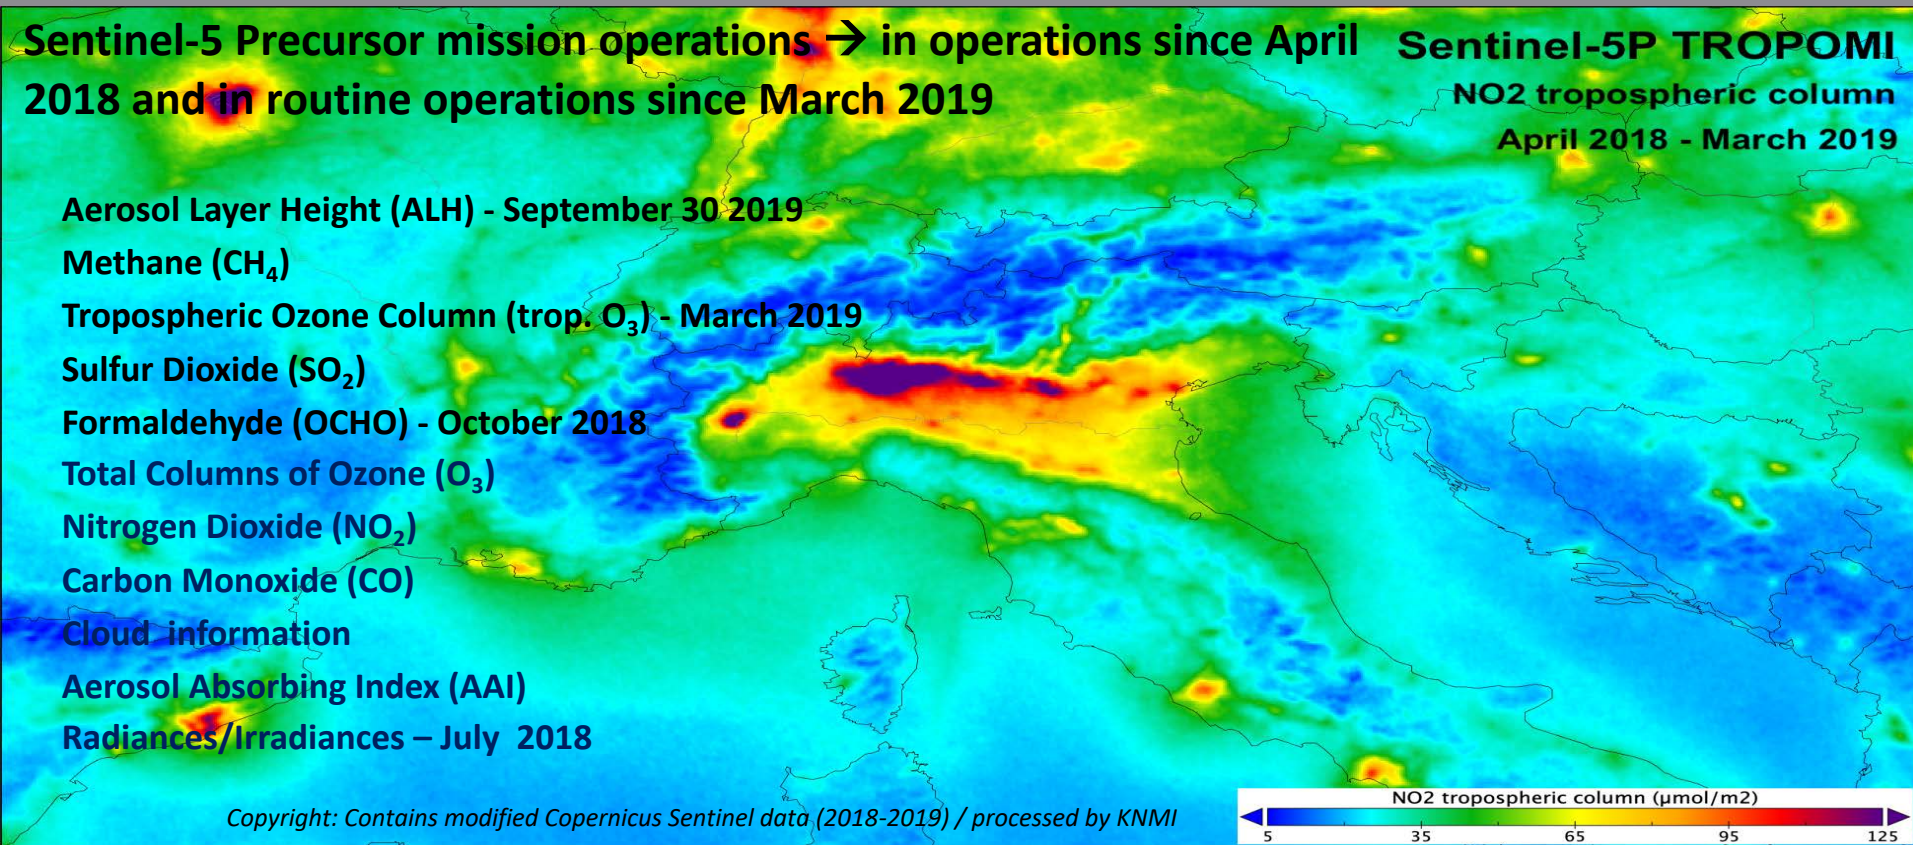 Sentinel-5 Precursor mission operations → in operations since April
2018 and in routine operations since March 2019
Sentinel-5P TROPOMI
NO2 tropospheric column
April 2018 - March 2019
Aerosol Layer Height (ALH) - September 30 2019
Methane (CH₄)
Tropospheric Ozone Column (trop. O₃) - March 2019
Sulfur Dioxide (SO₂)
Formaldehyde (OCHO) - October 2018
Total Columns of Ozone (O₃)
Nitrogen Dioxide (NO₂)
Carbon Monoxide (CO)
Cloud information
Aerosol Absorbing Index (AAI)
Radiances/Irradiances – July 2018
Copyright: Contains modified Copernicus Sentinel data (2018-2019) / processed by KNMI
NO2 tropospheric column (µmol/m2)
5 35 65 95 125